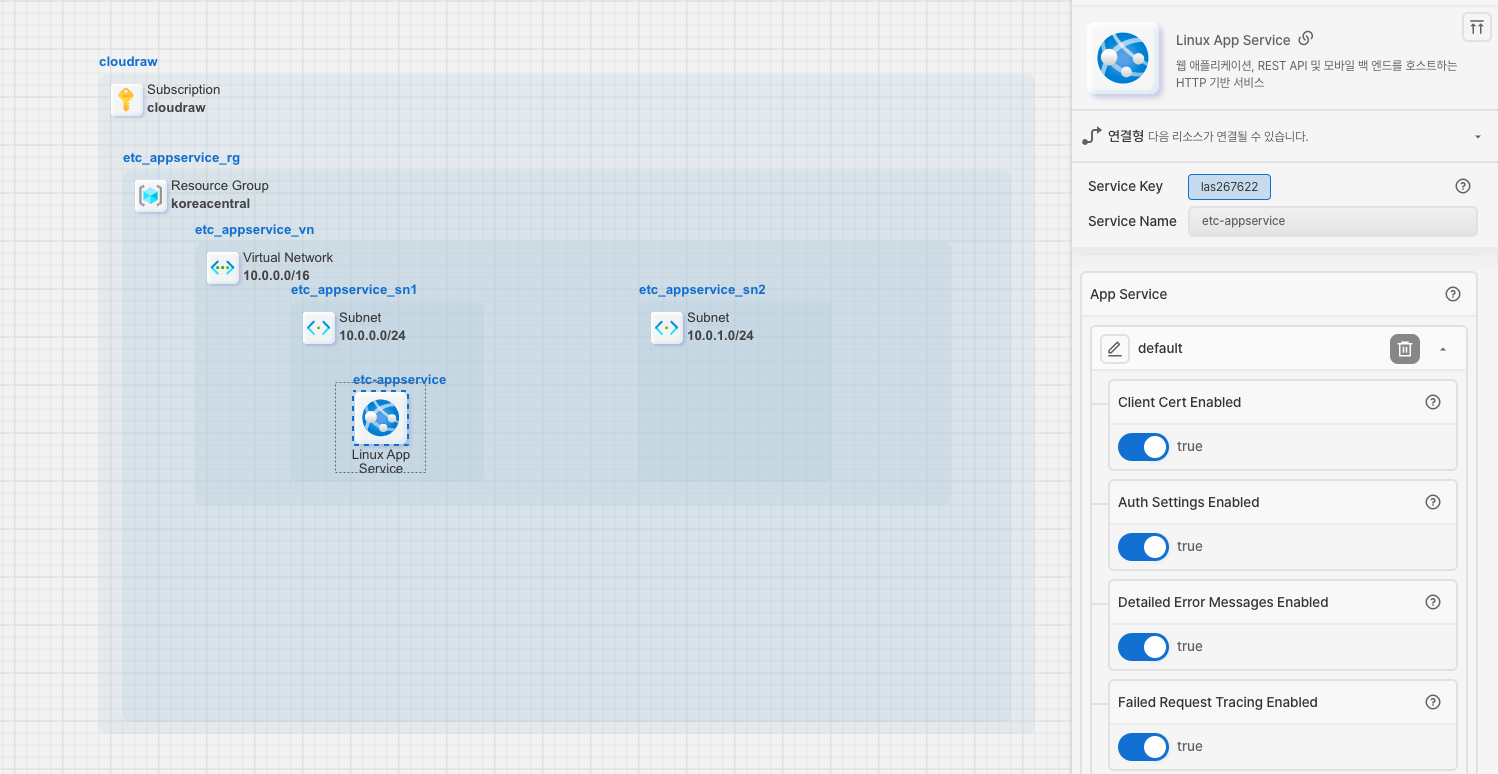 cloudraw
Subscription
cloudraw
etc_appservice_rg
Resource Group
koreacentral
etc_appservice_vn
Virtual Network
10.0.0.0/16
etc_appservice_sn1
Subnet
10.0.0.0/24
etc-appservice
Linux App
Service
etc_appservice_sn2
Subnet
10.0.1.0/24
Linux App Service
웹 애플리케이션, REST API 및 모바일 백 엔드를 호스트하는
HTTP 기반 서비스
연결형 다음 리소스가 연결될 수 있습니다.
Service Key las267622
Service Name etc-appservice
App Service
default
Client Cert Enabled
true
Auth Settings Enabled
true
Detailed Error Messages Enabled
true
Failed Request Tracing Enabled
true